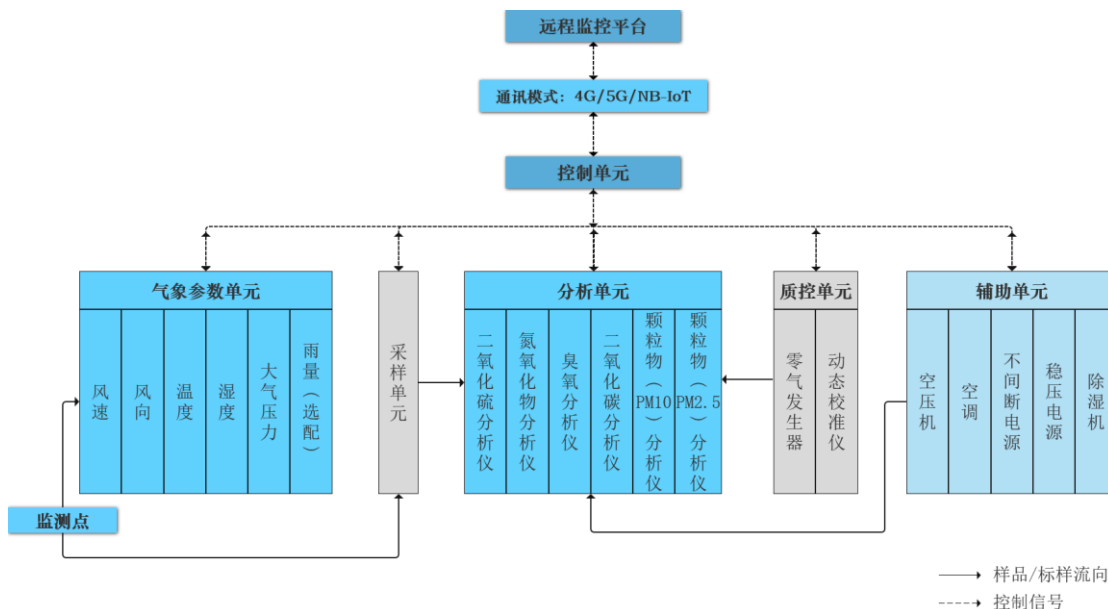 远程监控平台
通讯模式：4G/5G/NB-IoT
控制单元
气象参数单元
风速
风向
温度
湿度
大气压力
雨量（选配）
采样单元
分析单元
二氧化硫分析仪
氮氧化物分析仪
臭氧分析仪
二氧化碳分析仪
颗粒物（PM10）分析仪
颗粒物（PM2.5）分析仪
质控单元
零气发生器
动态校准仪
辅助单元
空压机
空调
不间断电源
稳压电源
除湿机
监测点
样品/标样流向
控制信号